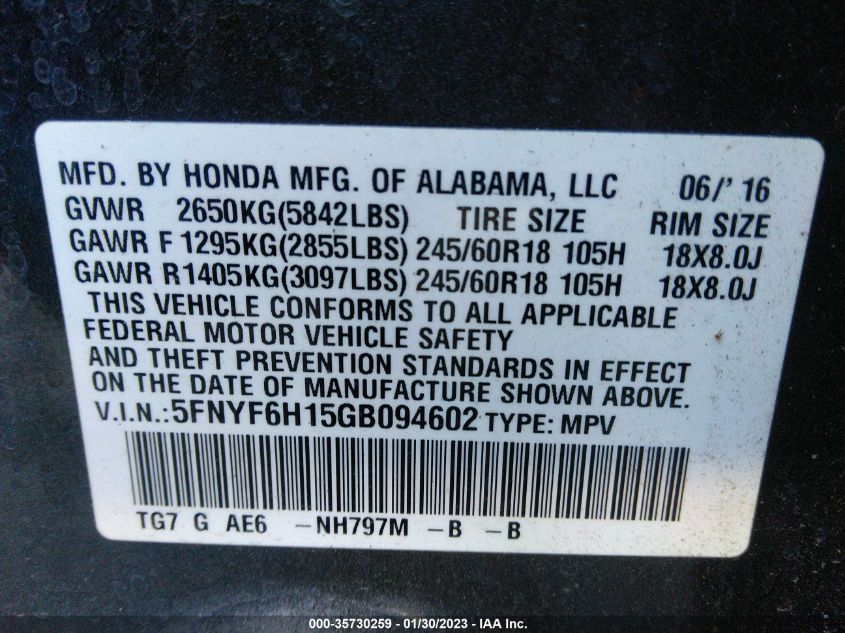 MFD. BY HONDA MFG. OF ALABAMA, LLC 06/' 16
GVWR 2650KG(5842LBS) TIRE SIZE RIM SIZE
GAWR F 1295KG(2855LBS) 245/60R18 105H 18X8.0J
GAWR R1405KG(3097LBS) 245/60R18 105H 18X8.0J
THIS VEHICLE CONFORMS TO ALL APPLICABLE
FEDERAL MOTOR VEHICLE SAFETY
AND THEFT PREVENTION STANDARDS IN EFFECT
ON THE DATE OF MANUFACTURE SHOWN ABOVE.
V.I.N.:5FNYF6H15GB094602 TYPE: MPV
TG7 G AE6 -NH797M -B -B
000-35730259 - 01/30/2023 - IAA Inc.